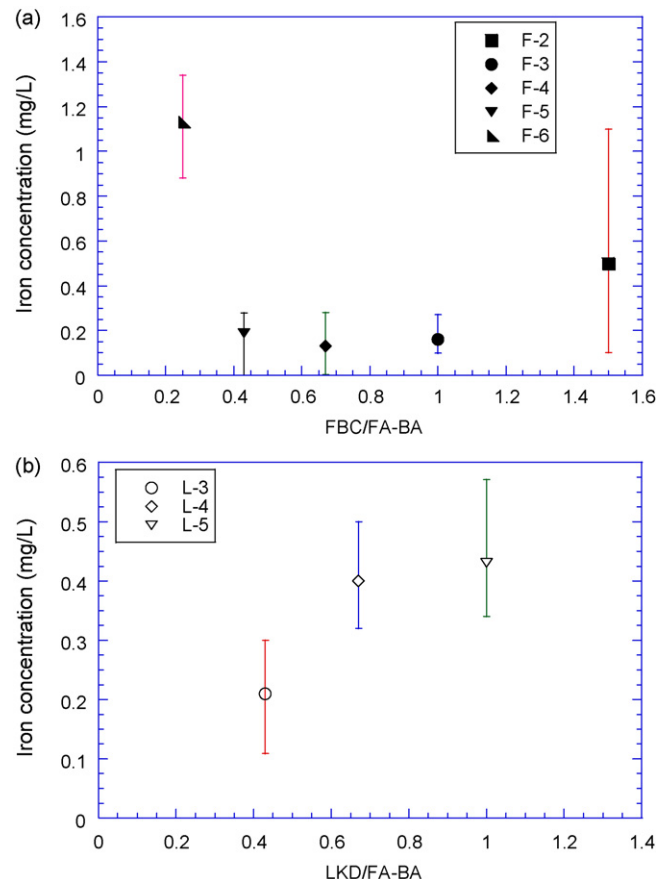 (a)
1.6
1.4
1.2
1.0
0.8
0.6
0.4
0.2
0
Iron concentration (mg/L)
F-2
F-3
F-4
F-5
F-6
0 0.2 0.4 0.6 0.8 1.0 1.2 1.4 1.6
FBC/FA-BA
(b)
0.6
0.5
0.4
0.3
0.2
0.1
0
Iron concentration (mg/L)
L-3
L-4
L-5
0 0.2 0.4 0.6 0.8 1 1.2 1.4
LKD/FA-BA